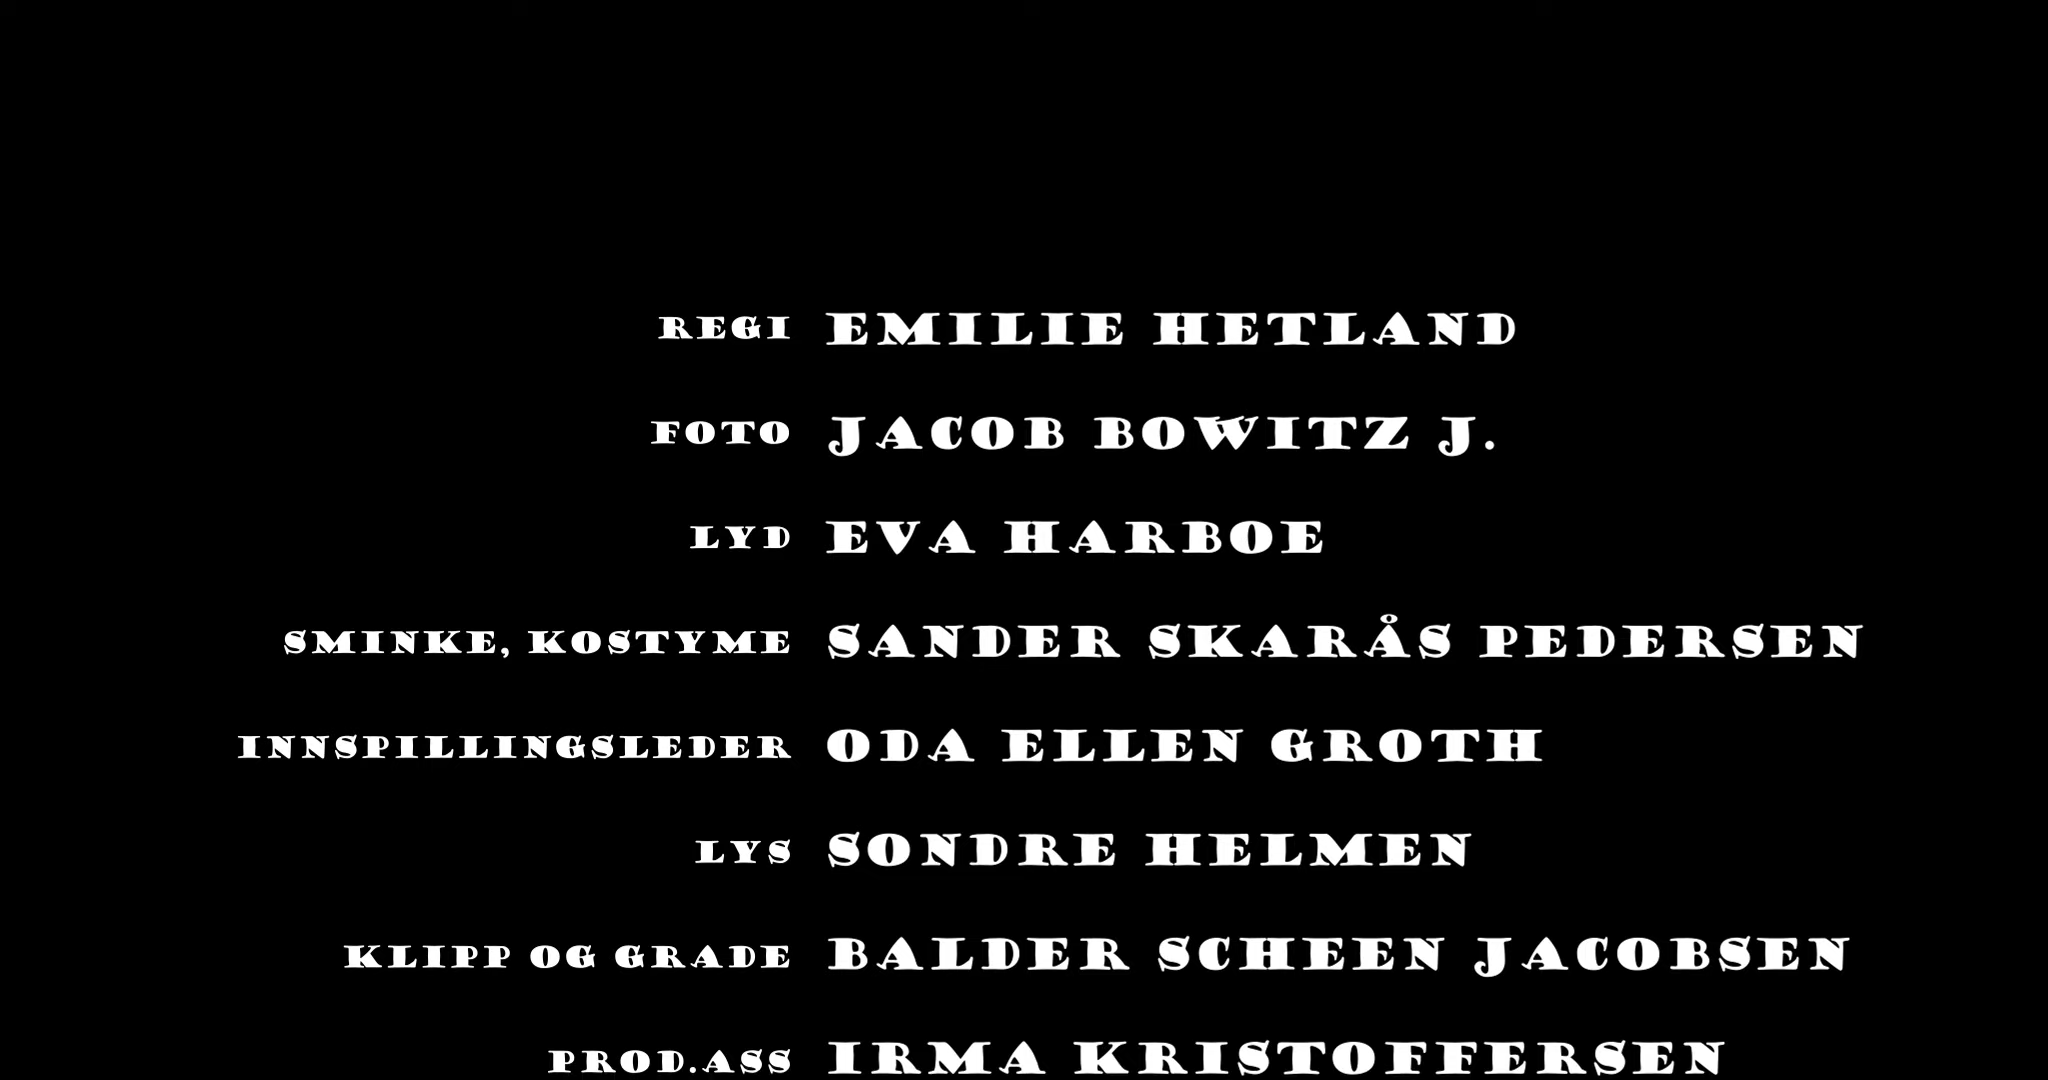 REGI EMILIE HETLAND
FOTO JACOB BOWITZ J.
LYD EVA HARBOE
SMINKE, KOSTYME SANDER SKARÅS PEDERSEN
INNSPILLINGSLEDER ODA ELLEN GROTH
LYS SONDRE HELMEN
KLIPP OG GRADE BALDER SCHEEN JACOBSEN
PROD.ASS IRMA KRISTOFFERSEN